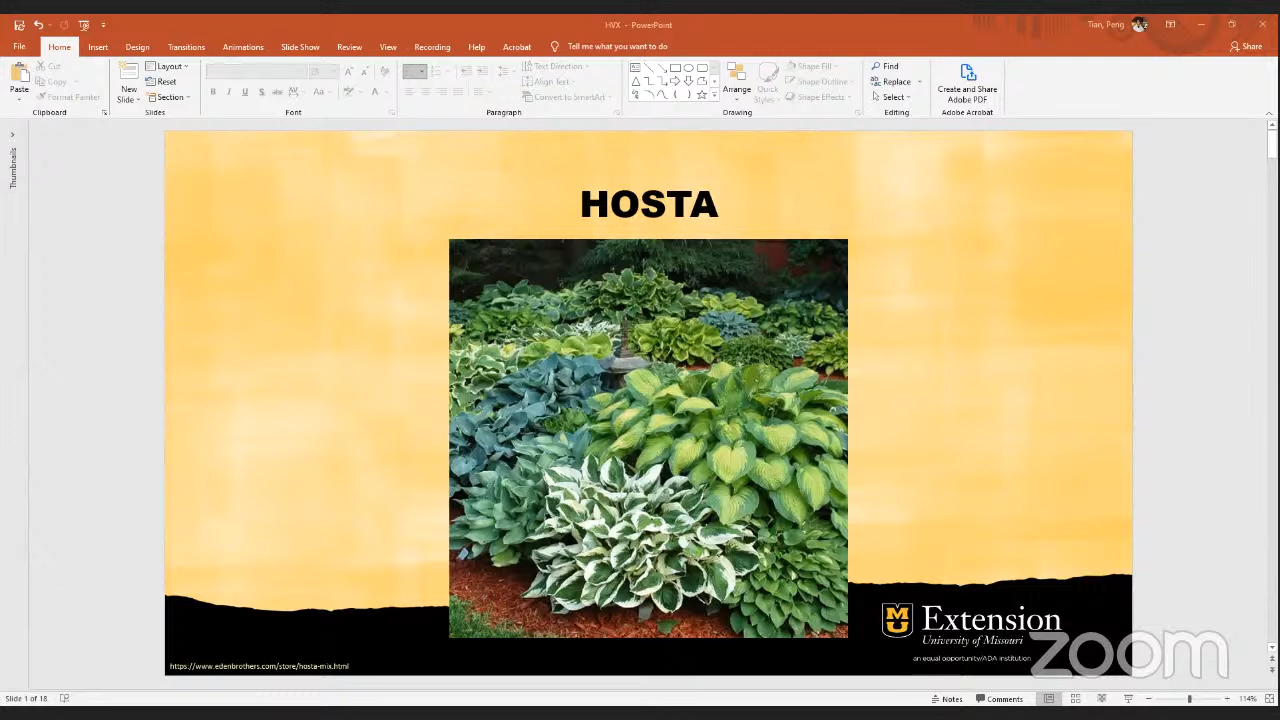 HVX - PowerPoint
Tian, Peng
File Home Insert Design Transitions Animations Slide Show Review View Recording Help Acrobat Tell me what you want to do
Share
Paste
Cut
Copy
Format Painter
Clipboard
New Slide
Layout
Reset
Section
Slides
Font
Text Direction
Align Text
Convert to SmartArt
Paragraph
Arrange
Quick Styles
Shape Fill
Shape Outline
Shape Effects
Drawing
Find
Replace
Select
Editing
Create and Share Adobe PDF
Adobe Acrobat
Thumbnails
HOSTA
MU
Extension
University of Missouri
an equal opportunity/ADA institution
https://www.edenbrothers.com/store/hosta-mix.html
zoom
Slide 1 of 18
Notes
Comments
114%